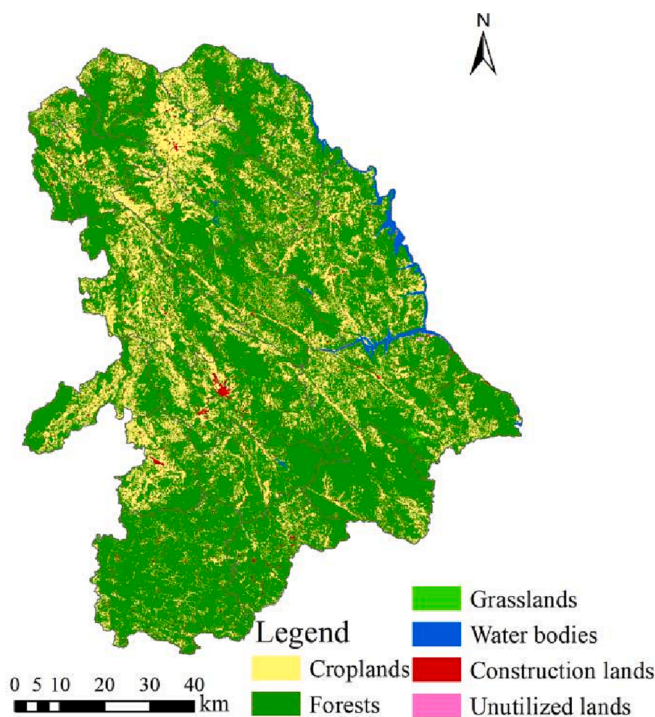 N
Legend
Croplands
Forests
Grasslands
Water bodies
Construction lands
Unutilized lands
0 5 10 20 30 40
km